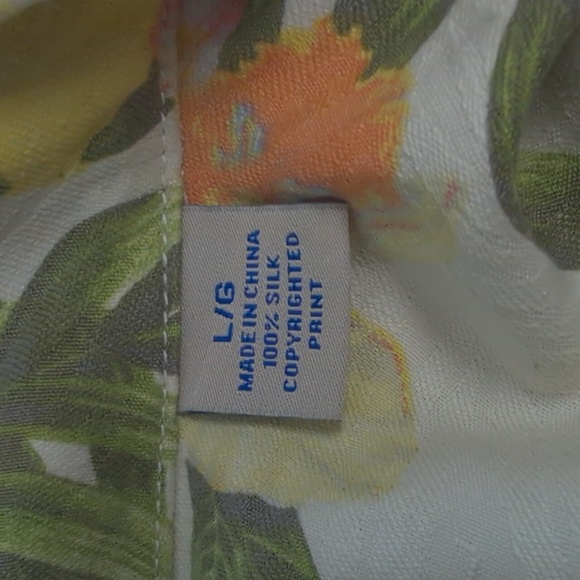 L/G
MADE IN CHINA
100% SILK
COPYRIGHTED
PRINT